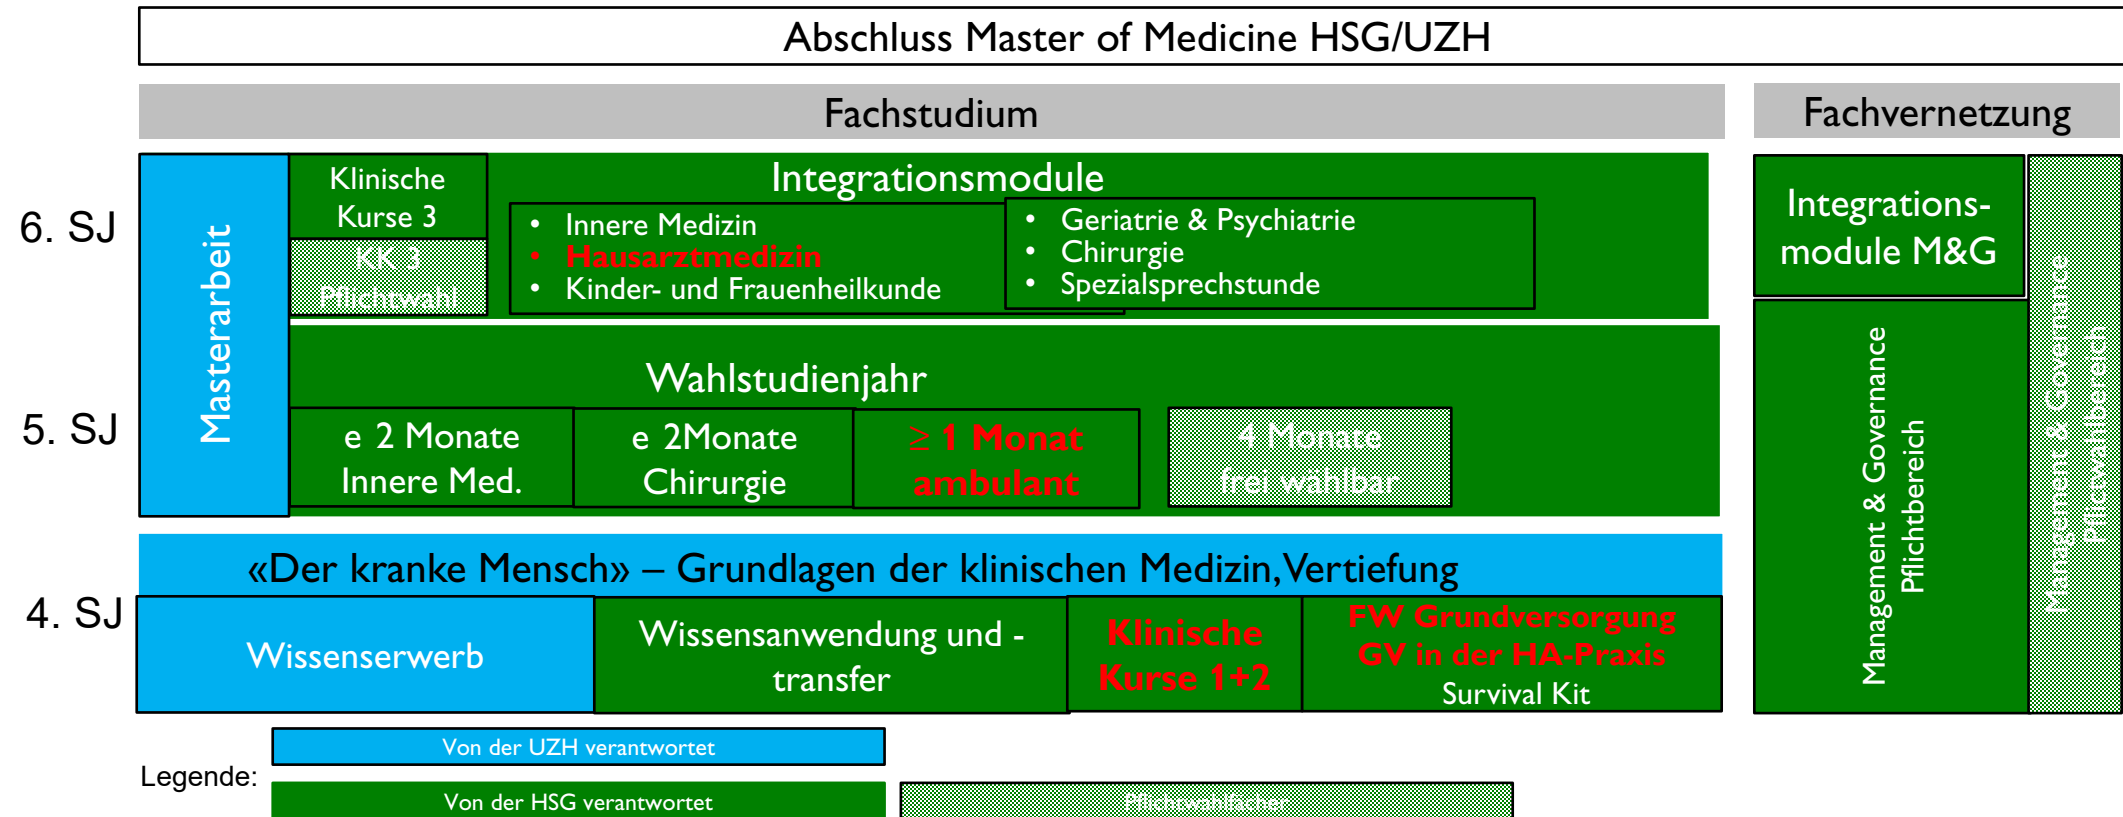 Abschluss Master of Medicine HSG/UZH
Fachstudium
Fachvernetzung
6. SJ
5. SJ
4. SJ
Masterarbeit
Klinische
Kurse 3
KK 3
Pflichtwahl
Integrationsmodule
• Innere Medizin
• Hausarztmedizin
• Kinder- und Frauenheilkunde
• Geriatrie & Psychiatrie
• Chirurgie
• Spezialsprechstunde
Wahlstudienjahr
e 2 Monate
Innere Med.
e 2Monate
Chirurgie
≥ 1 Monat
ambulant
4 Monate
frei wählbar
«Der kranke Mensch» – Grundlagen der klinischen Medizin, Vertiefung
Wissenserwerb
Wissensanwendung und -
transfer
Klinische
Kurse 1+2
FW Grundversorgung
GV in der HA-Praxis
Survival Kit
Integrations-
module M&G
Management & Governance
Pflichtbereich
Management & Governance
Pflictwahlbereich
Legende:
Von der UZH verantwortet
Von der HSG verantwortet
Pflichtwahlfächer